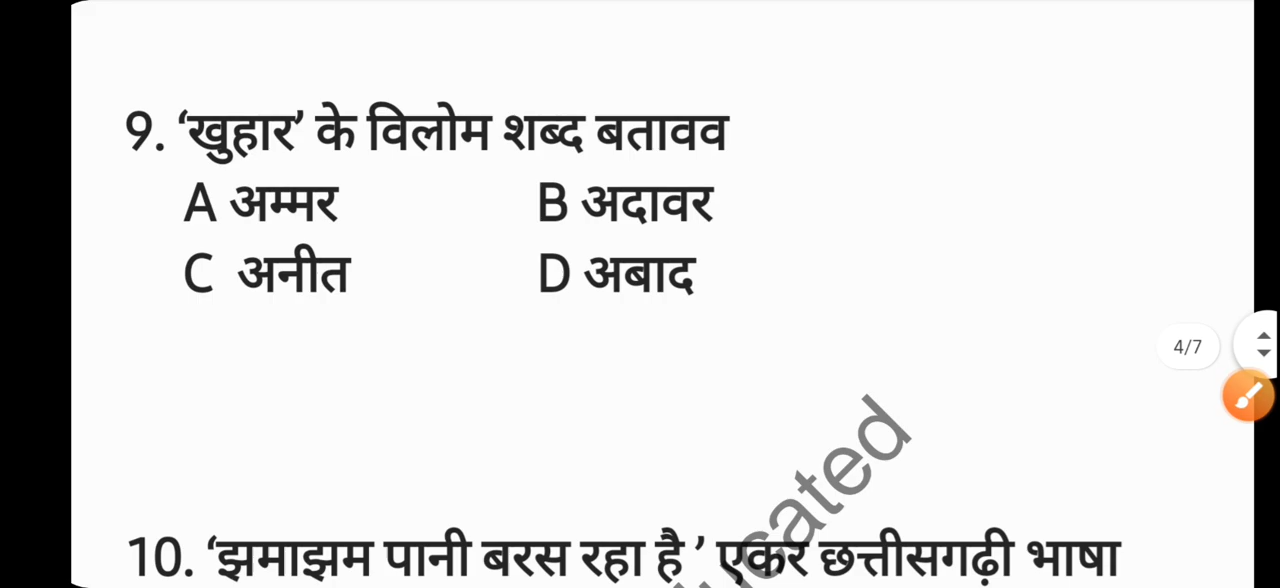 9. ‘खुहार’ के विलोम शब्द बतावव
A अम्मर B अदावर
C अनीत D अबाद
4/7
ucated
10. ‘झमाझम पानी बरस रहा है ’ एकर छत्तीसगढ़ी भाषा